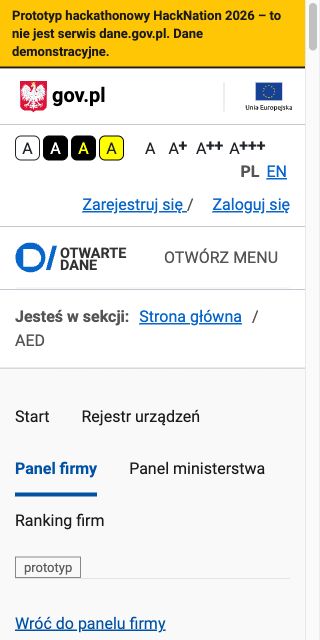 Prototyp hackathonowy HackNation 2026 – to
nie jest serwis dane.gov.pl. Dane
demonstracyjne.
gov.pl
Unia Europejska
A A A A A A+ A++ A+++
PL EN
Zarejestruj się / Zaloguj się
OTWARTE
DANE
OTWÓRZ MENU
Jesteś w sekcji: Strona główna /
AED
Start Rejestr urządzeń
Panel firmy Panel ministerstwa
Ranking firm
prototyp
Wróć do panelu firmy